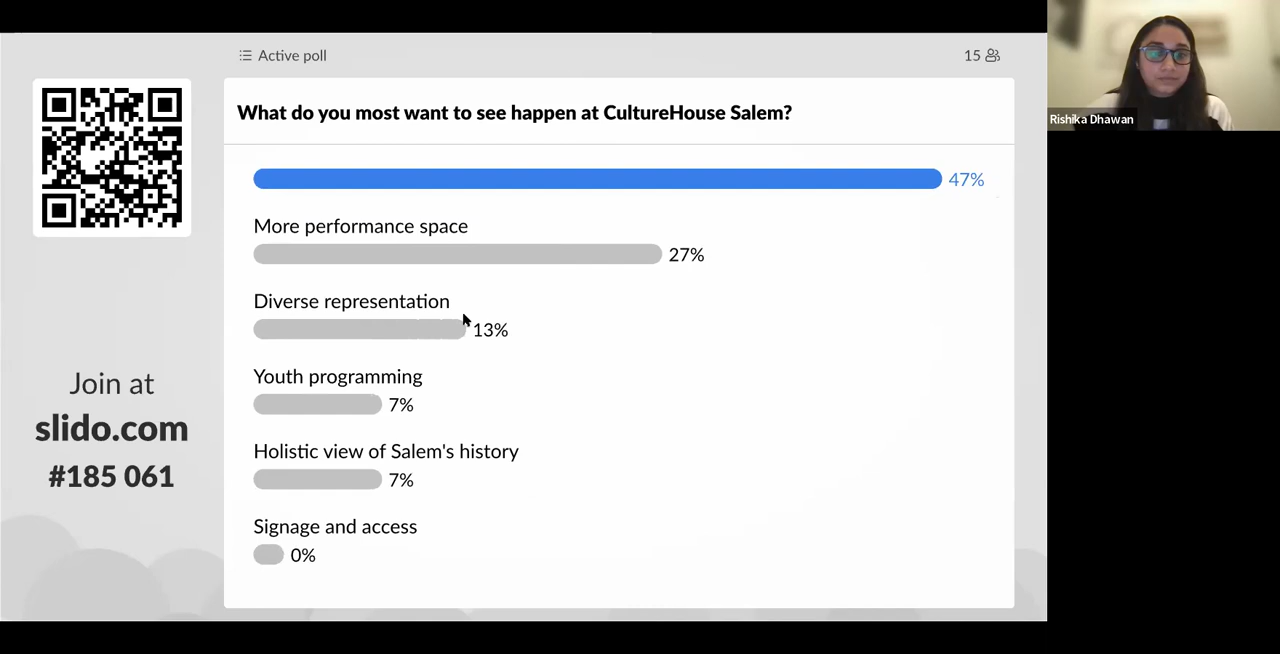 Active poll
15
What do you most want to see happen at CultureHouse Salem?
47%
More performance space
27%
Diverse representation
13%
Youth programming
7%
Holistic view of Salem's history
7%
Signage and access
0%
Join at
slido.com
#185 061
Rishika Dhawan